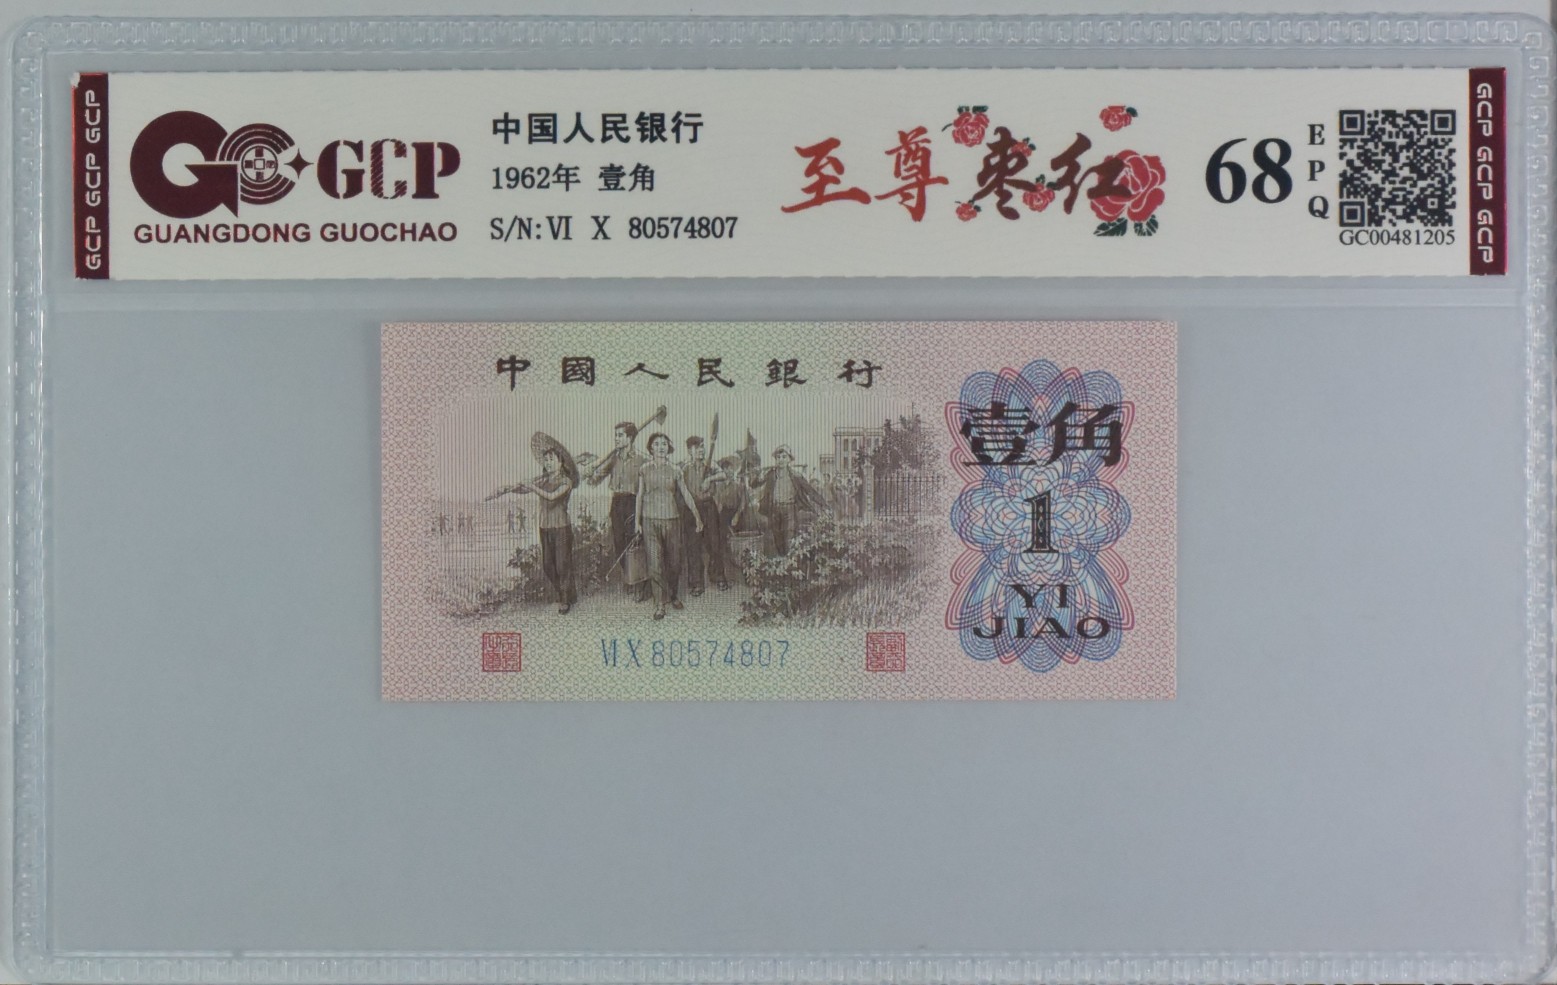 GCP GCP GCP
GCP
GUANGDONG GUOCHAO
中国人民银行
1962年 壹角
S/N: VI X 80574807
至尊枣红
68
EPQ
GC00481205
GCP GCP GCP
中國人民銀行
壹角
1
YI
JIAO
VI X 80574807